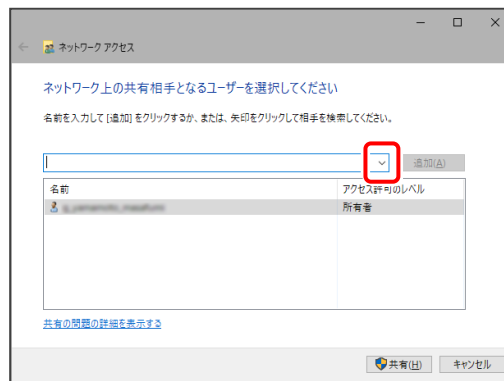 ネットワーク アクセス
ネットワーク上の共有相手となるユーザーを選択してください
名前を入力して [追加] をクリックするか、または、矢印をクリックして相手を検索してください。
追加(A)
名前 アクセス許可のレベル
所有者
共有の問題の詳細を表示する
共有(H) キャンセル